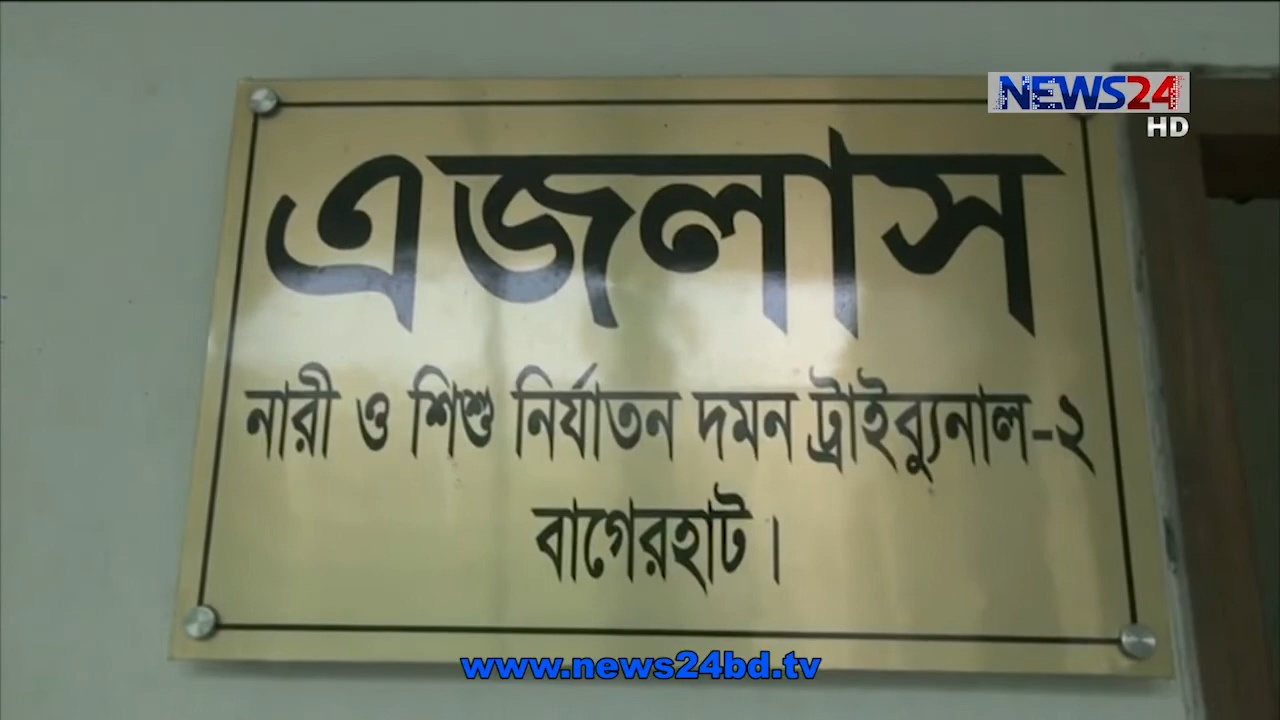 NEWS24
HD
এজলাস
নারী ও শিশু নির্যাতন দমন ট্রাইব্যুনাল-২
বাগেরহাট।
www.news24bd.tv